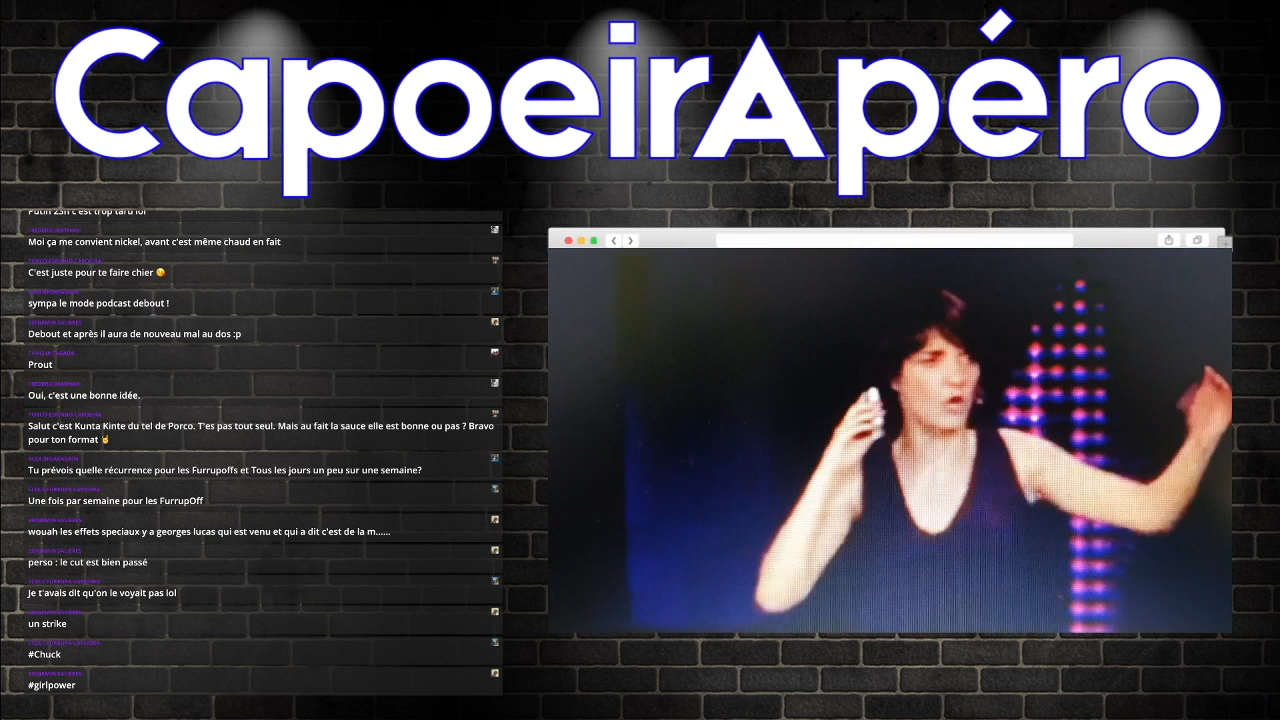 CapoeirApéro
Putin 23h c'est trop tard lol
Moi ça me convient nickel, avant c'est même chaud en fait
C'est juste pour te faire chier
sympa le mode podcast debout !
Debout et après il aura de nouveau mal au dos :p
Prout
Oui, c'est une bonne idée.
Salut c'est Kunta Kinte du tel de Porco. T'es pas tout seul. Mais au fait la sauce elle est bonne ou pas ? Bravo
pour ton format
Tu prévois quelle récurrence pour les Furrupoffs et Tous les jours un peu sur une semaine?
Une fois par semaine pour les FurrupOff
wouah les effets speciaux y a georges lucas qui est venu et qui a dit c'est de la m......
perso : le cut est bien passé
Je t'avais dit qu'on le voyait pas lol
un strike
#Chuck
#girlpower